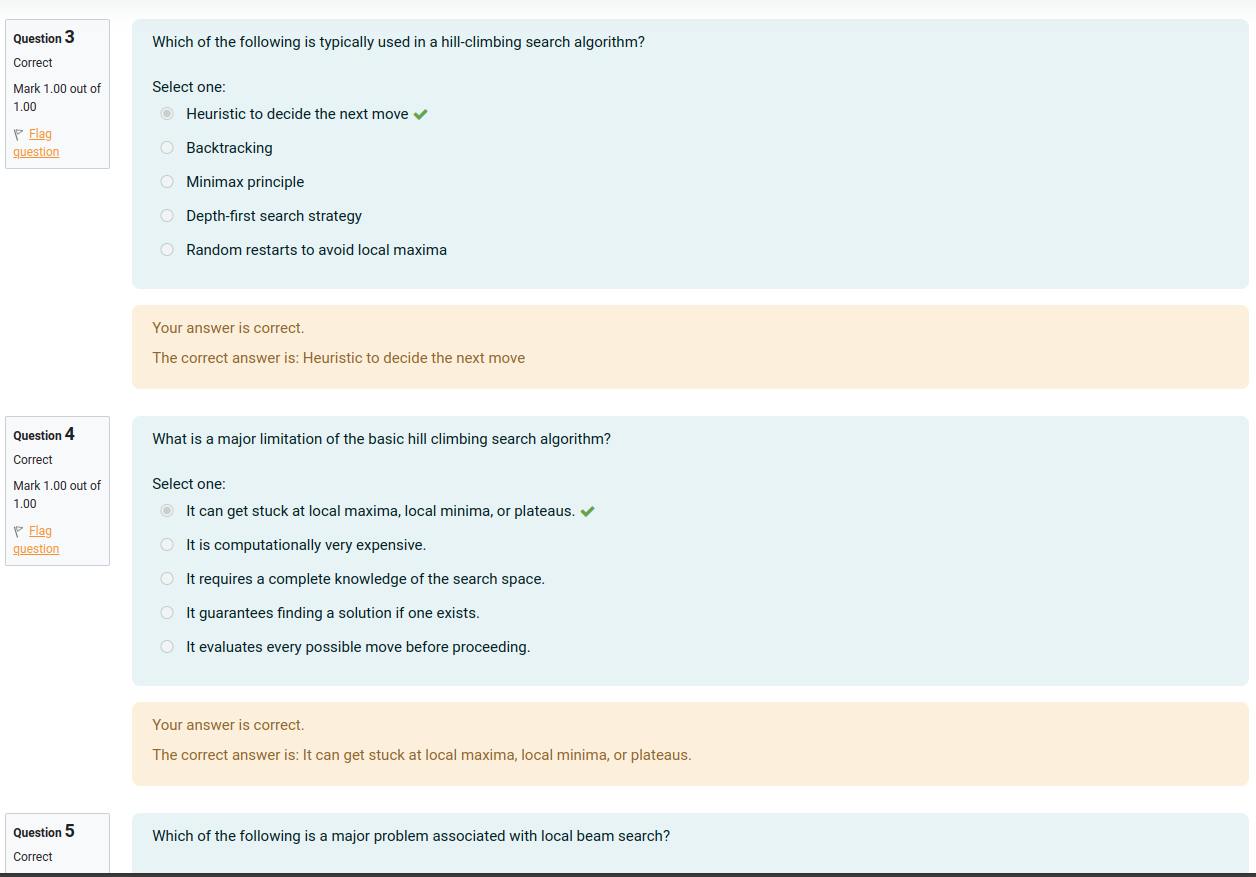 Question 3
Correct
Mark 1.00 out of
1.00
Flag
question
Which of the following is typically used in a hill-climbing search algorithm?
Select one:
Heuristic to decide the next move
Backtracking
Minimax principle
Depth-first search strategy
Random restarts to avoid local maxima
Your answer is correct.
The correct answer is: Heuristic to decide the next move
Question 4
Correct
Mark 1.00 out of
1.00
Flag
question
What is a major limitation of the basic hill climbing search algorithm?
Select one:
It can get stuck at local maxima, local minima, or plateaus.
It is computationally very expensive.
It requires a complete knowledge of the search space.
It guarantees finding a solution if one exists.
It evaluates every possible move before proceeding.
Your answer is correct.
The correct answer is: It can get stuck at local maxima, local minima, or plateaus.
Question 5
Correct
Which of the following is a major problem associated with local beam search?